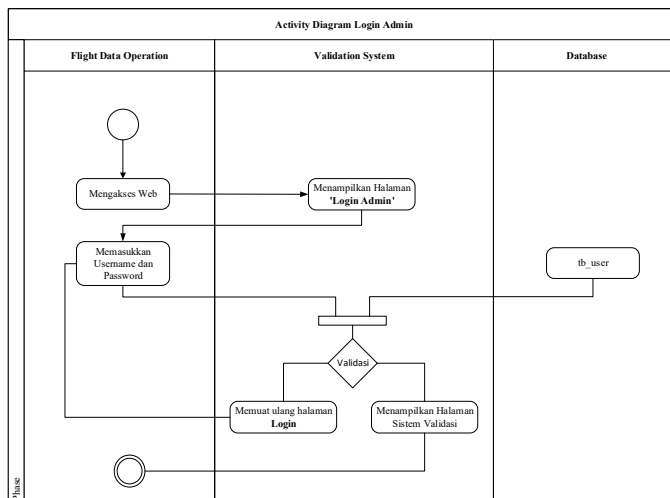 Activity Diagram Login Admin
Flight Data Operation
Validation System
Database
Mengakses Web
Menampilkan Halaman
'Login Admin'
Memasukkan
Username dan
Password
tb_user
Validasi
Memuat ulang halaman
Login
Menampilkan Halaman
Sistem Validasi
Phase